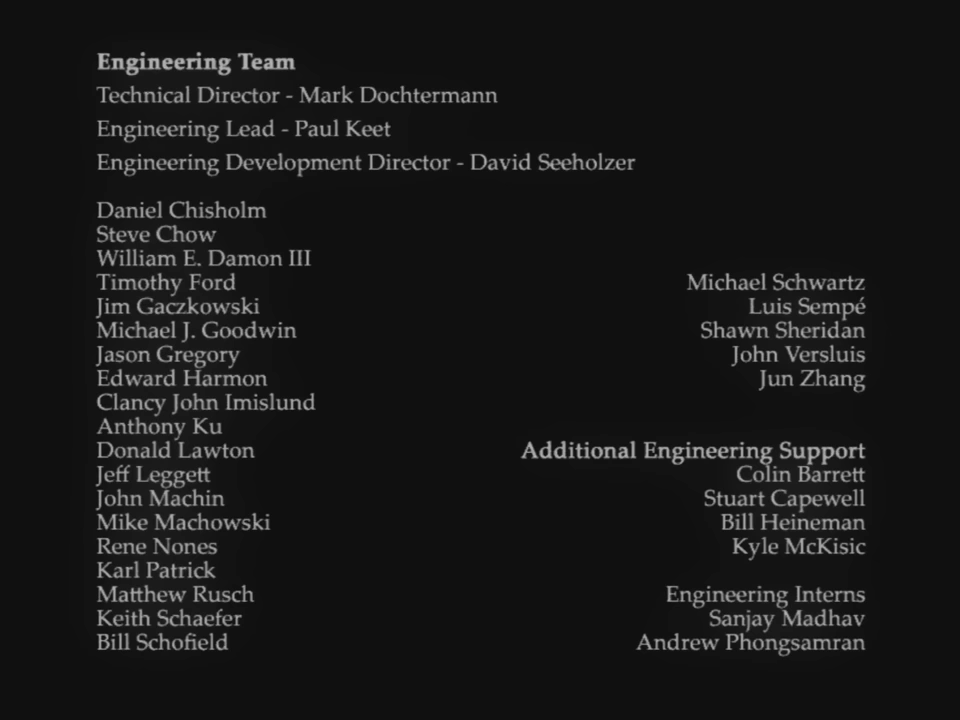 Engineering Team
Technical Director - Mark Dochtermann
Engineering Lead - Paul Keet
Engineering Development Director - David Seeholzer
Daniel Chisholm
Steve Chow
William E. Damon III
Timothy Ford
Jim Gaczkowski
Michael J. Goodwin
Jason Gregory
Edward Harmon
Clancy John Imislund
Anthony Ku
Donald Lawton
Jeff Leggett
John Machin
Mike Machowski
Rene Nones
Karl Patrick
Matthew Rusch
Keith Schaefer
Bill Schofield
Michael Schwartz
Luis Sempé
Shawn Sheridan
John Versluis
Jun Zhang
Additional Engineering Support
Colin Barrett
Stuart Capewell
Bill Heineman
Kyle McKisic
Engineering Interns
Sanjay Madhav
Andrew Phongsamran